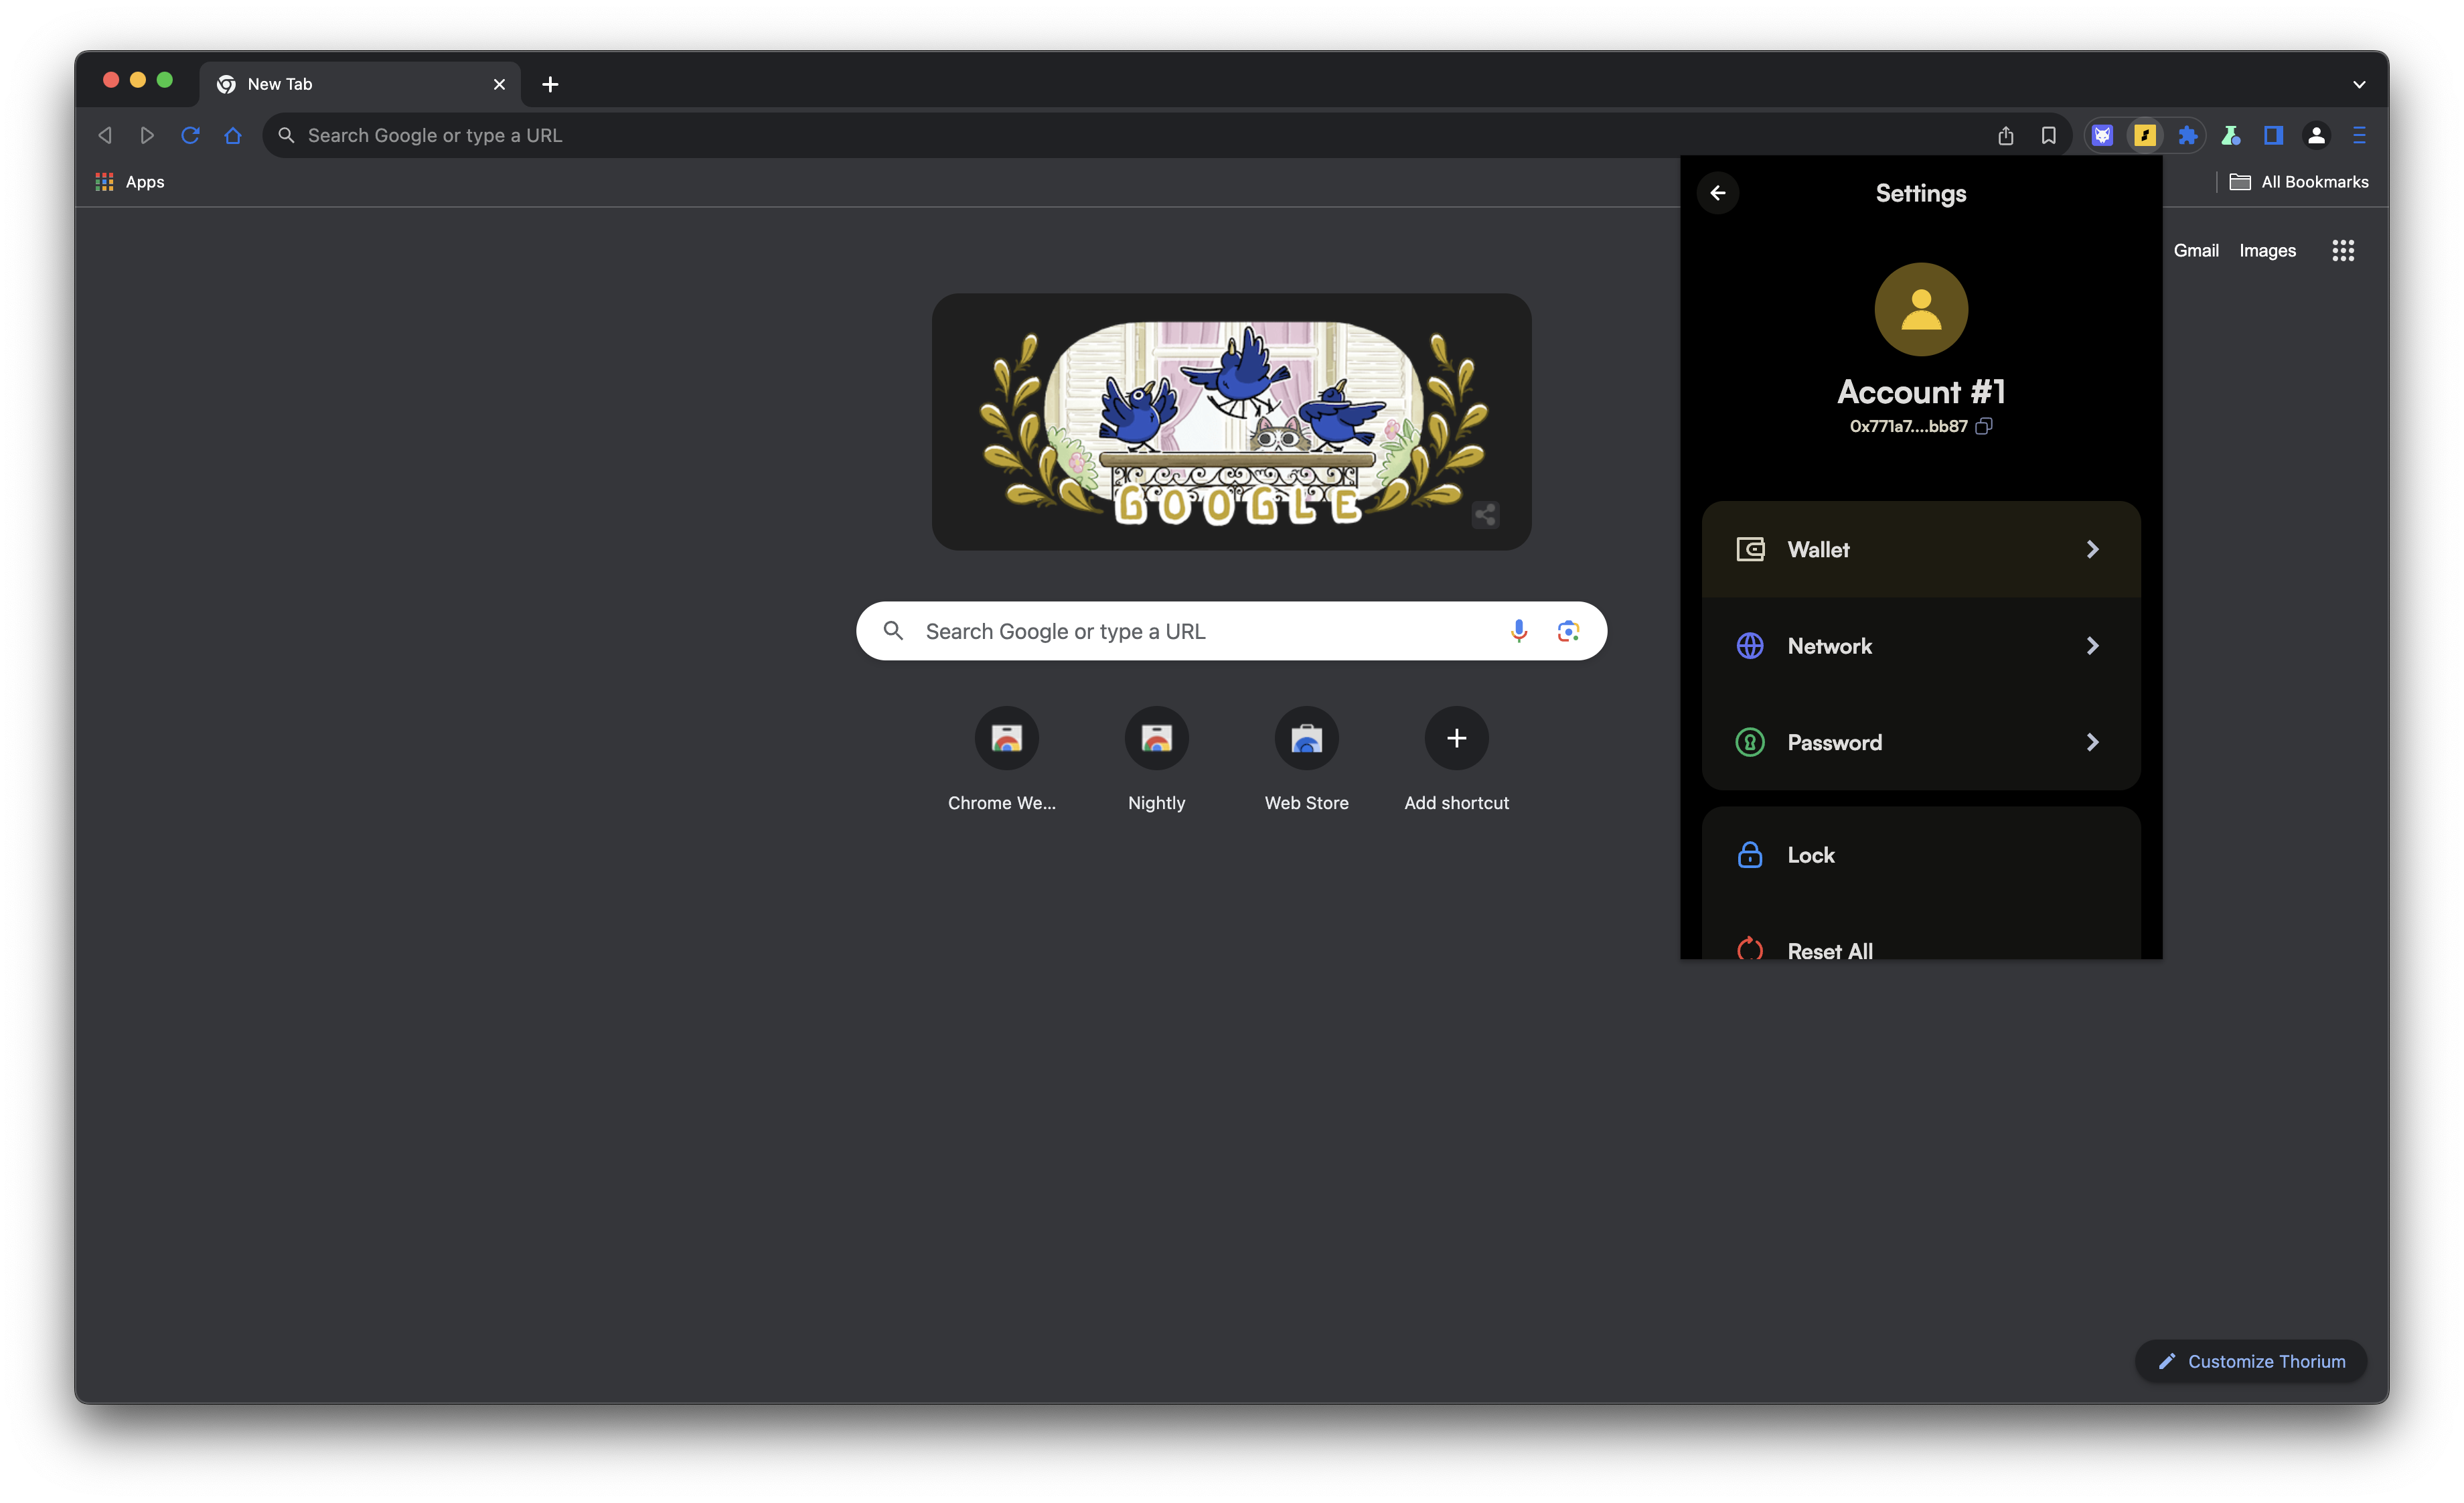 New Tab
Search Google or type a URL
Apps
All Bookmarks
Settings
Gmail Images
Account #1
0x771a7....bb87
GOOGLE
Wallet
Search Google or type a URL
Network
Password
Chrome We...
Nightly
Web Store
Add shortcut
Lock
Reset All
Customize Thorium